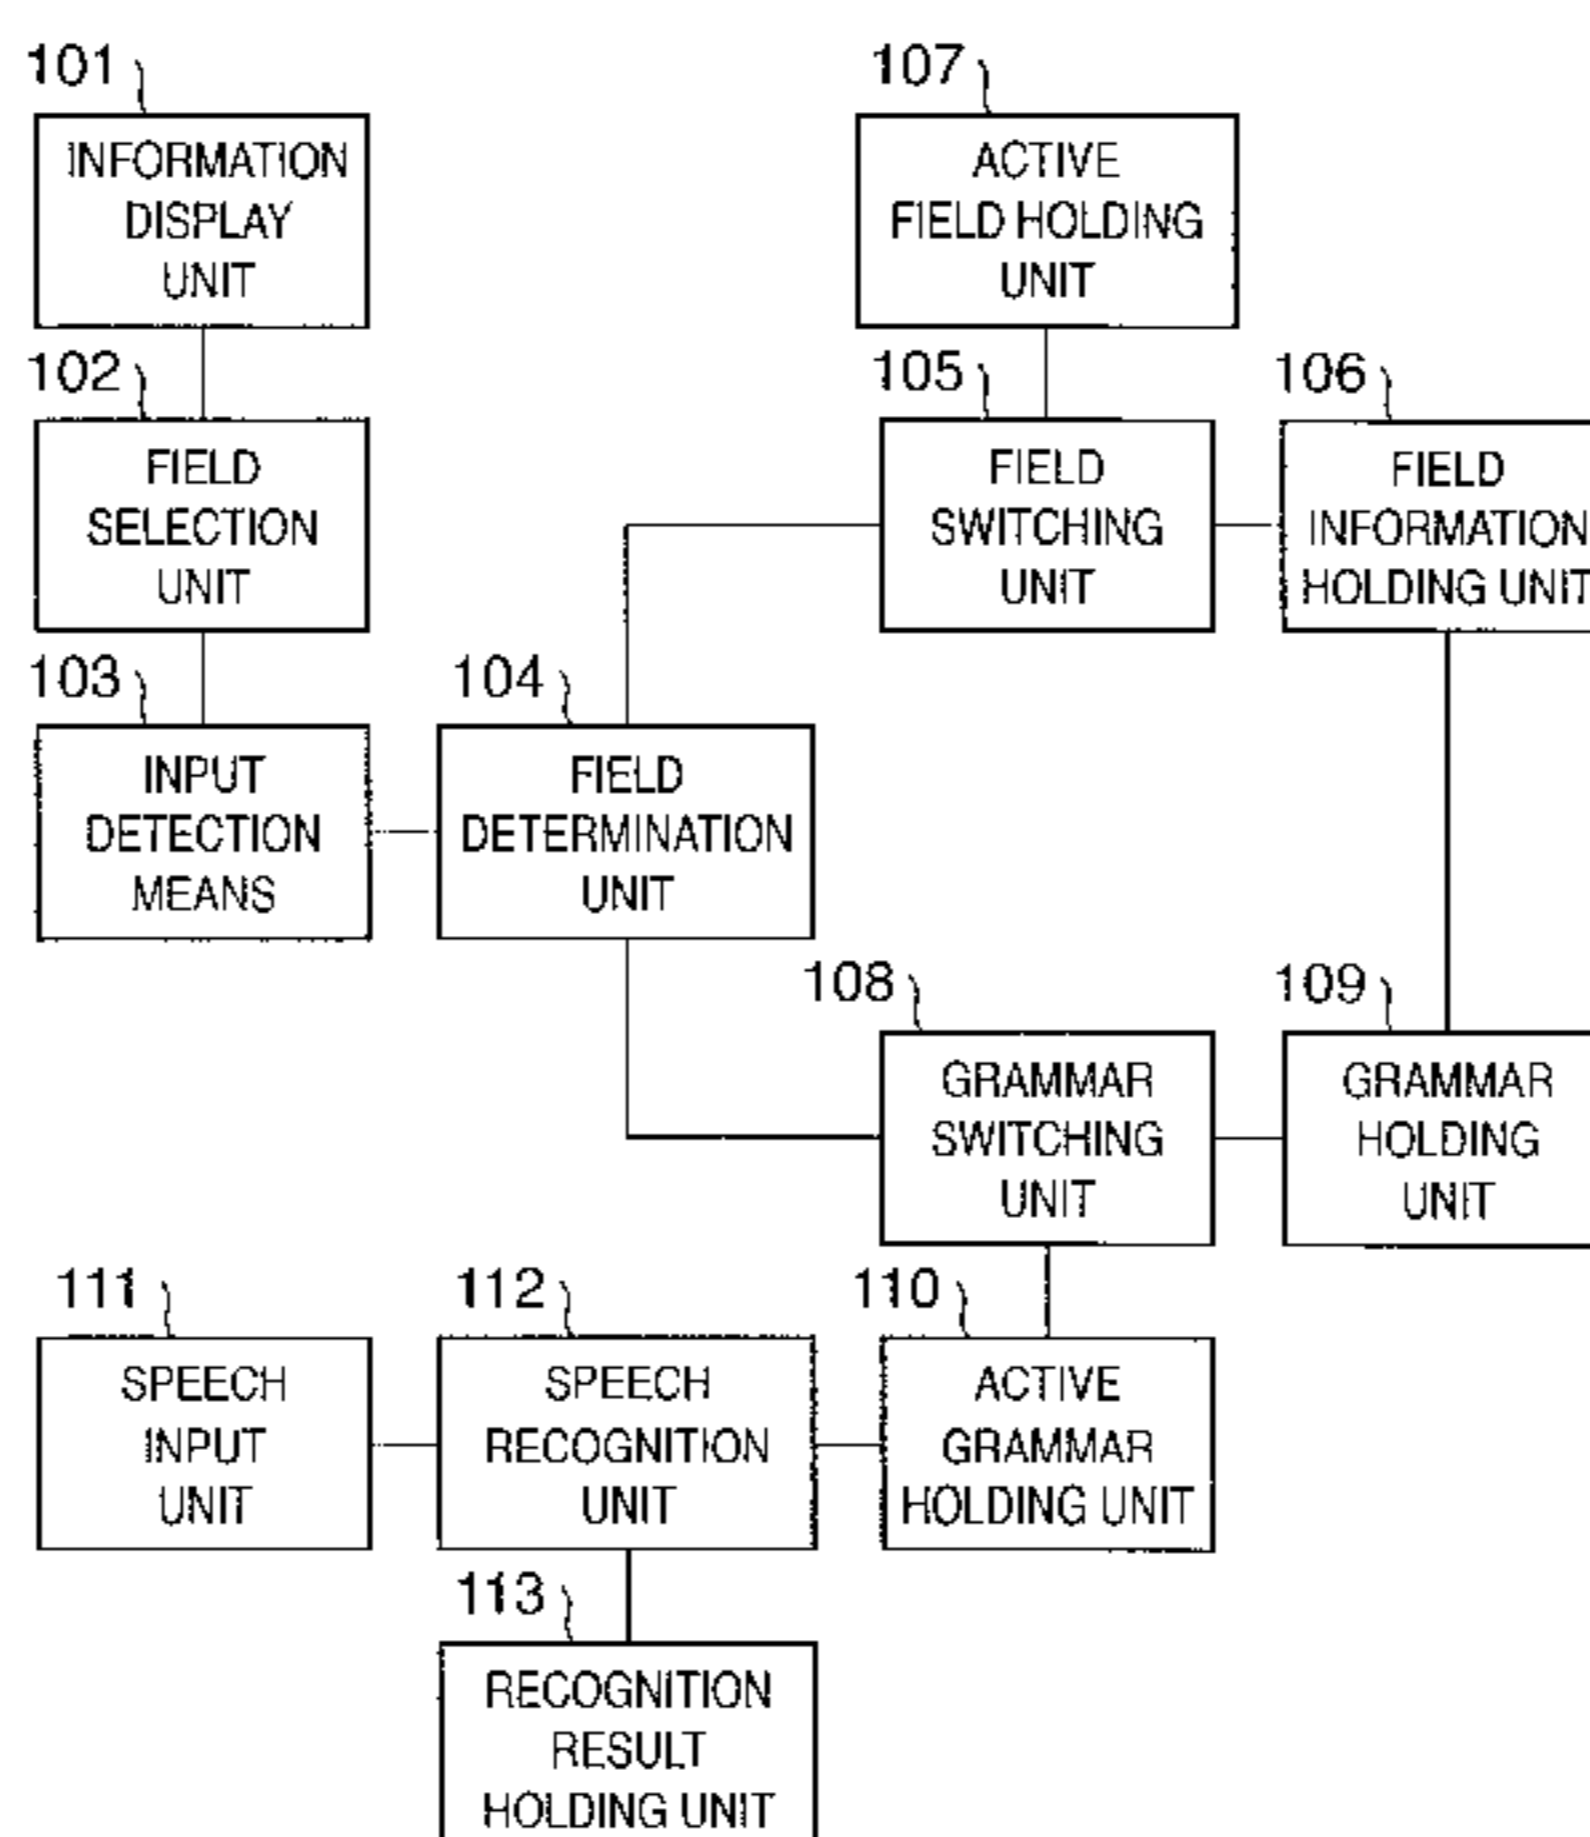 101
INFORMATION
DISPLAY
UNIT
107
ACTIVE
FIELD HOLDING
UNIT
102
FIELD
SELECTION
UNIT
105
FIELD
SWITCHING
UNIT
106
FIELD
INFORMATION
HOLDING UNIT
103
INPUT
DETECTION
MEANS
104
FIELD
DETERMINATION
UNIT
108
GRAMMAR
SWITCHING
UNIT
109
GRAMMAR
HOLDING
UNIT
111
SPEECH
INPUT
UNIT
112
SPEECH
RECOGNITION
UNIT
110
ACTIVE
GRAMMAR
HOLDING UNIT
113
RECOGNITION
RESULT
HOLDING UNIT